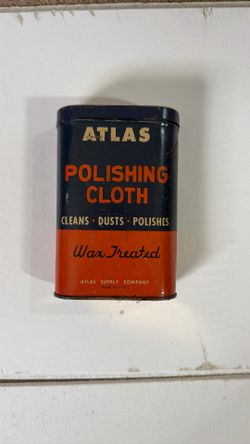 ATLAS
POLISHING
CLOTH
CLEANS · DUSTS · POLISHES
Wax Treated
ATLAS SUPPLY COMPANY